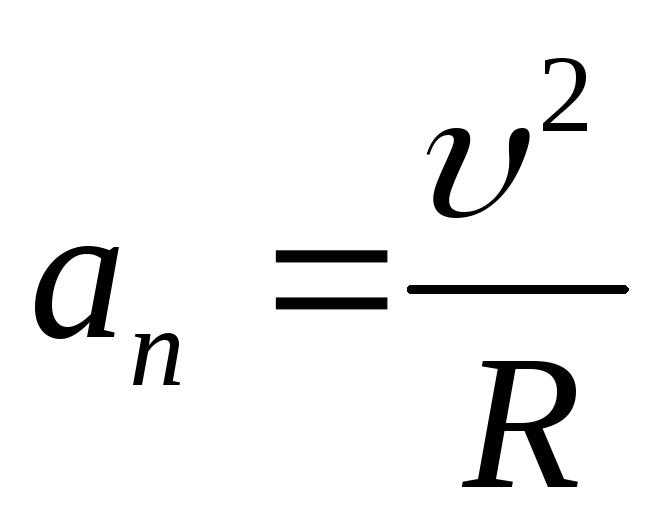 aₙ = υ²/R